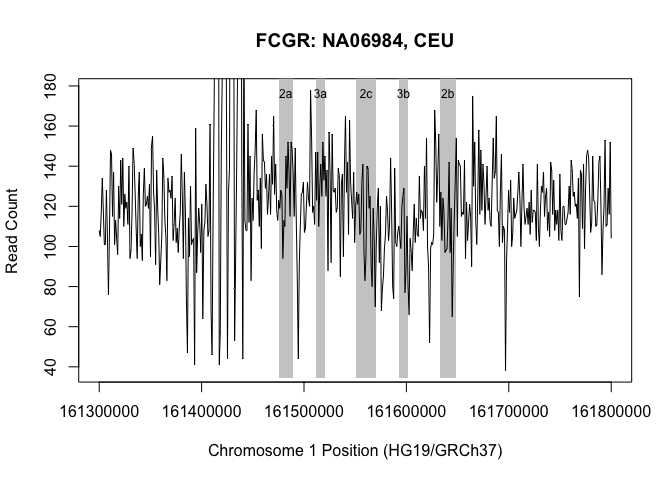 FCGR: NA06984, CEU
2a 3a 2c 3b 2b
180
160
140
120
100
80
60
40
Read Count
161300000 161400000 161500000 161600000 161700000 161800000
Chromosome 1 Position (HG19/GRCh37)